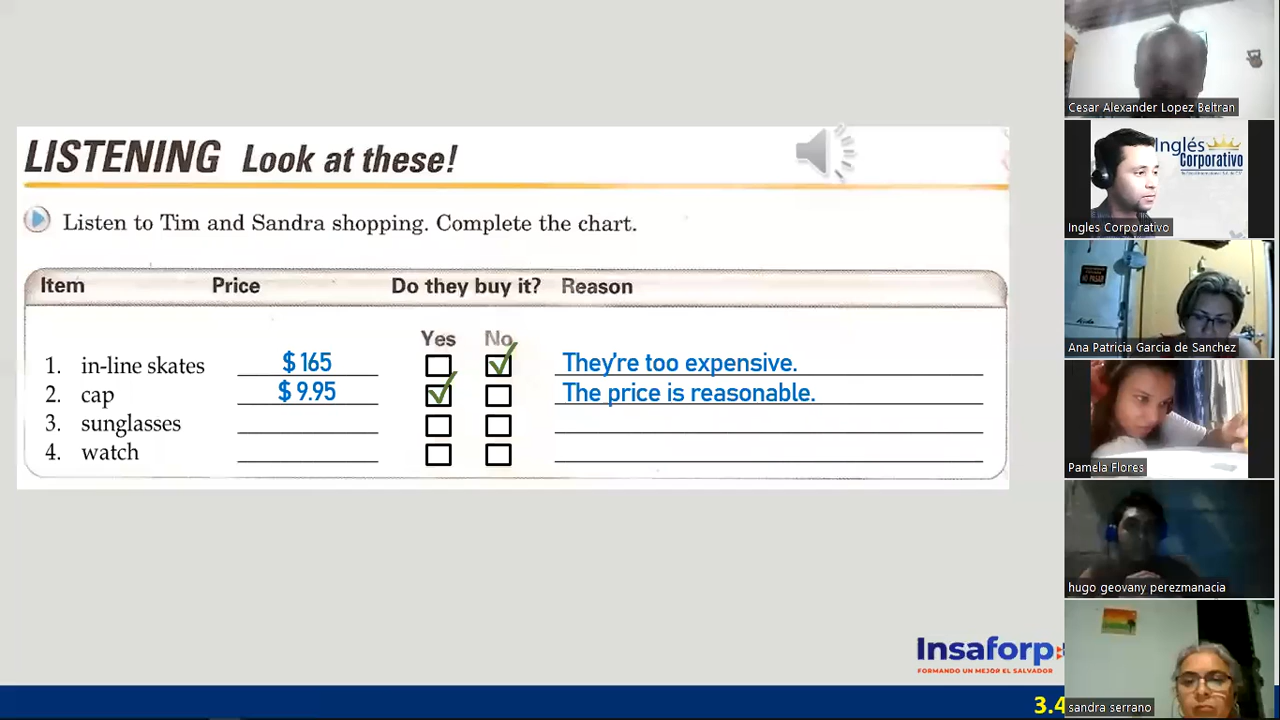 LISTENING Look at these!
Listen to Tim and Sandra shopping. Complete the chart.
Item Price Do they buy it? Reason
Yes No
1. in-line skates $ 165 They're too expensive.
2. cap $ 9.95 The price is reasonable.
3. sunglasses
4. watch
Insaforp
FORMANDO UN MEJOR EL SALVADOR
3.4
Cesar Alexander Lopez Beltran
Inglés
Corporativo
Ingles Corporativo
NO PASAR
Ana Patricia Garcia de Sanchez
Pamela Flores
hugo geovany perezmanacia
sandra serrano